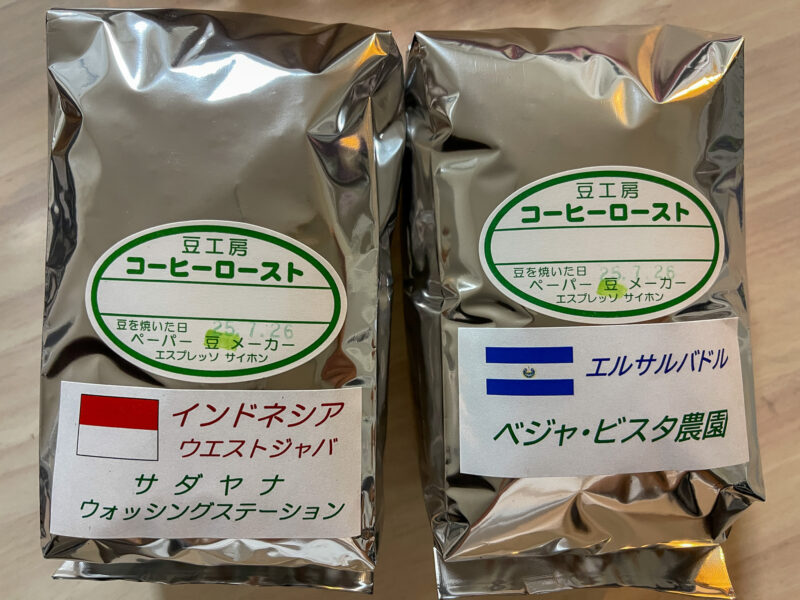 豆工房
コーヒーロースト
豆を焼いた日 25.7.26
ペーパー 豆 メーカー
エスプレッソ サイホン
インドネシア
ウエストジャバ
サダヤナ
ウォッシングステーション
豆工房
コーヒーロースト
豆を焼いた日 25.7.26
ペーパー 豆 メーカー
エスプレッソ サイホン
エルサルバドル
ベジャ・ビスタ農園